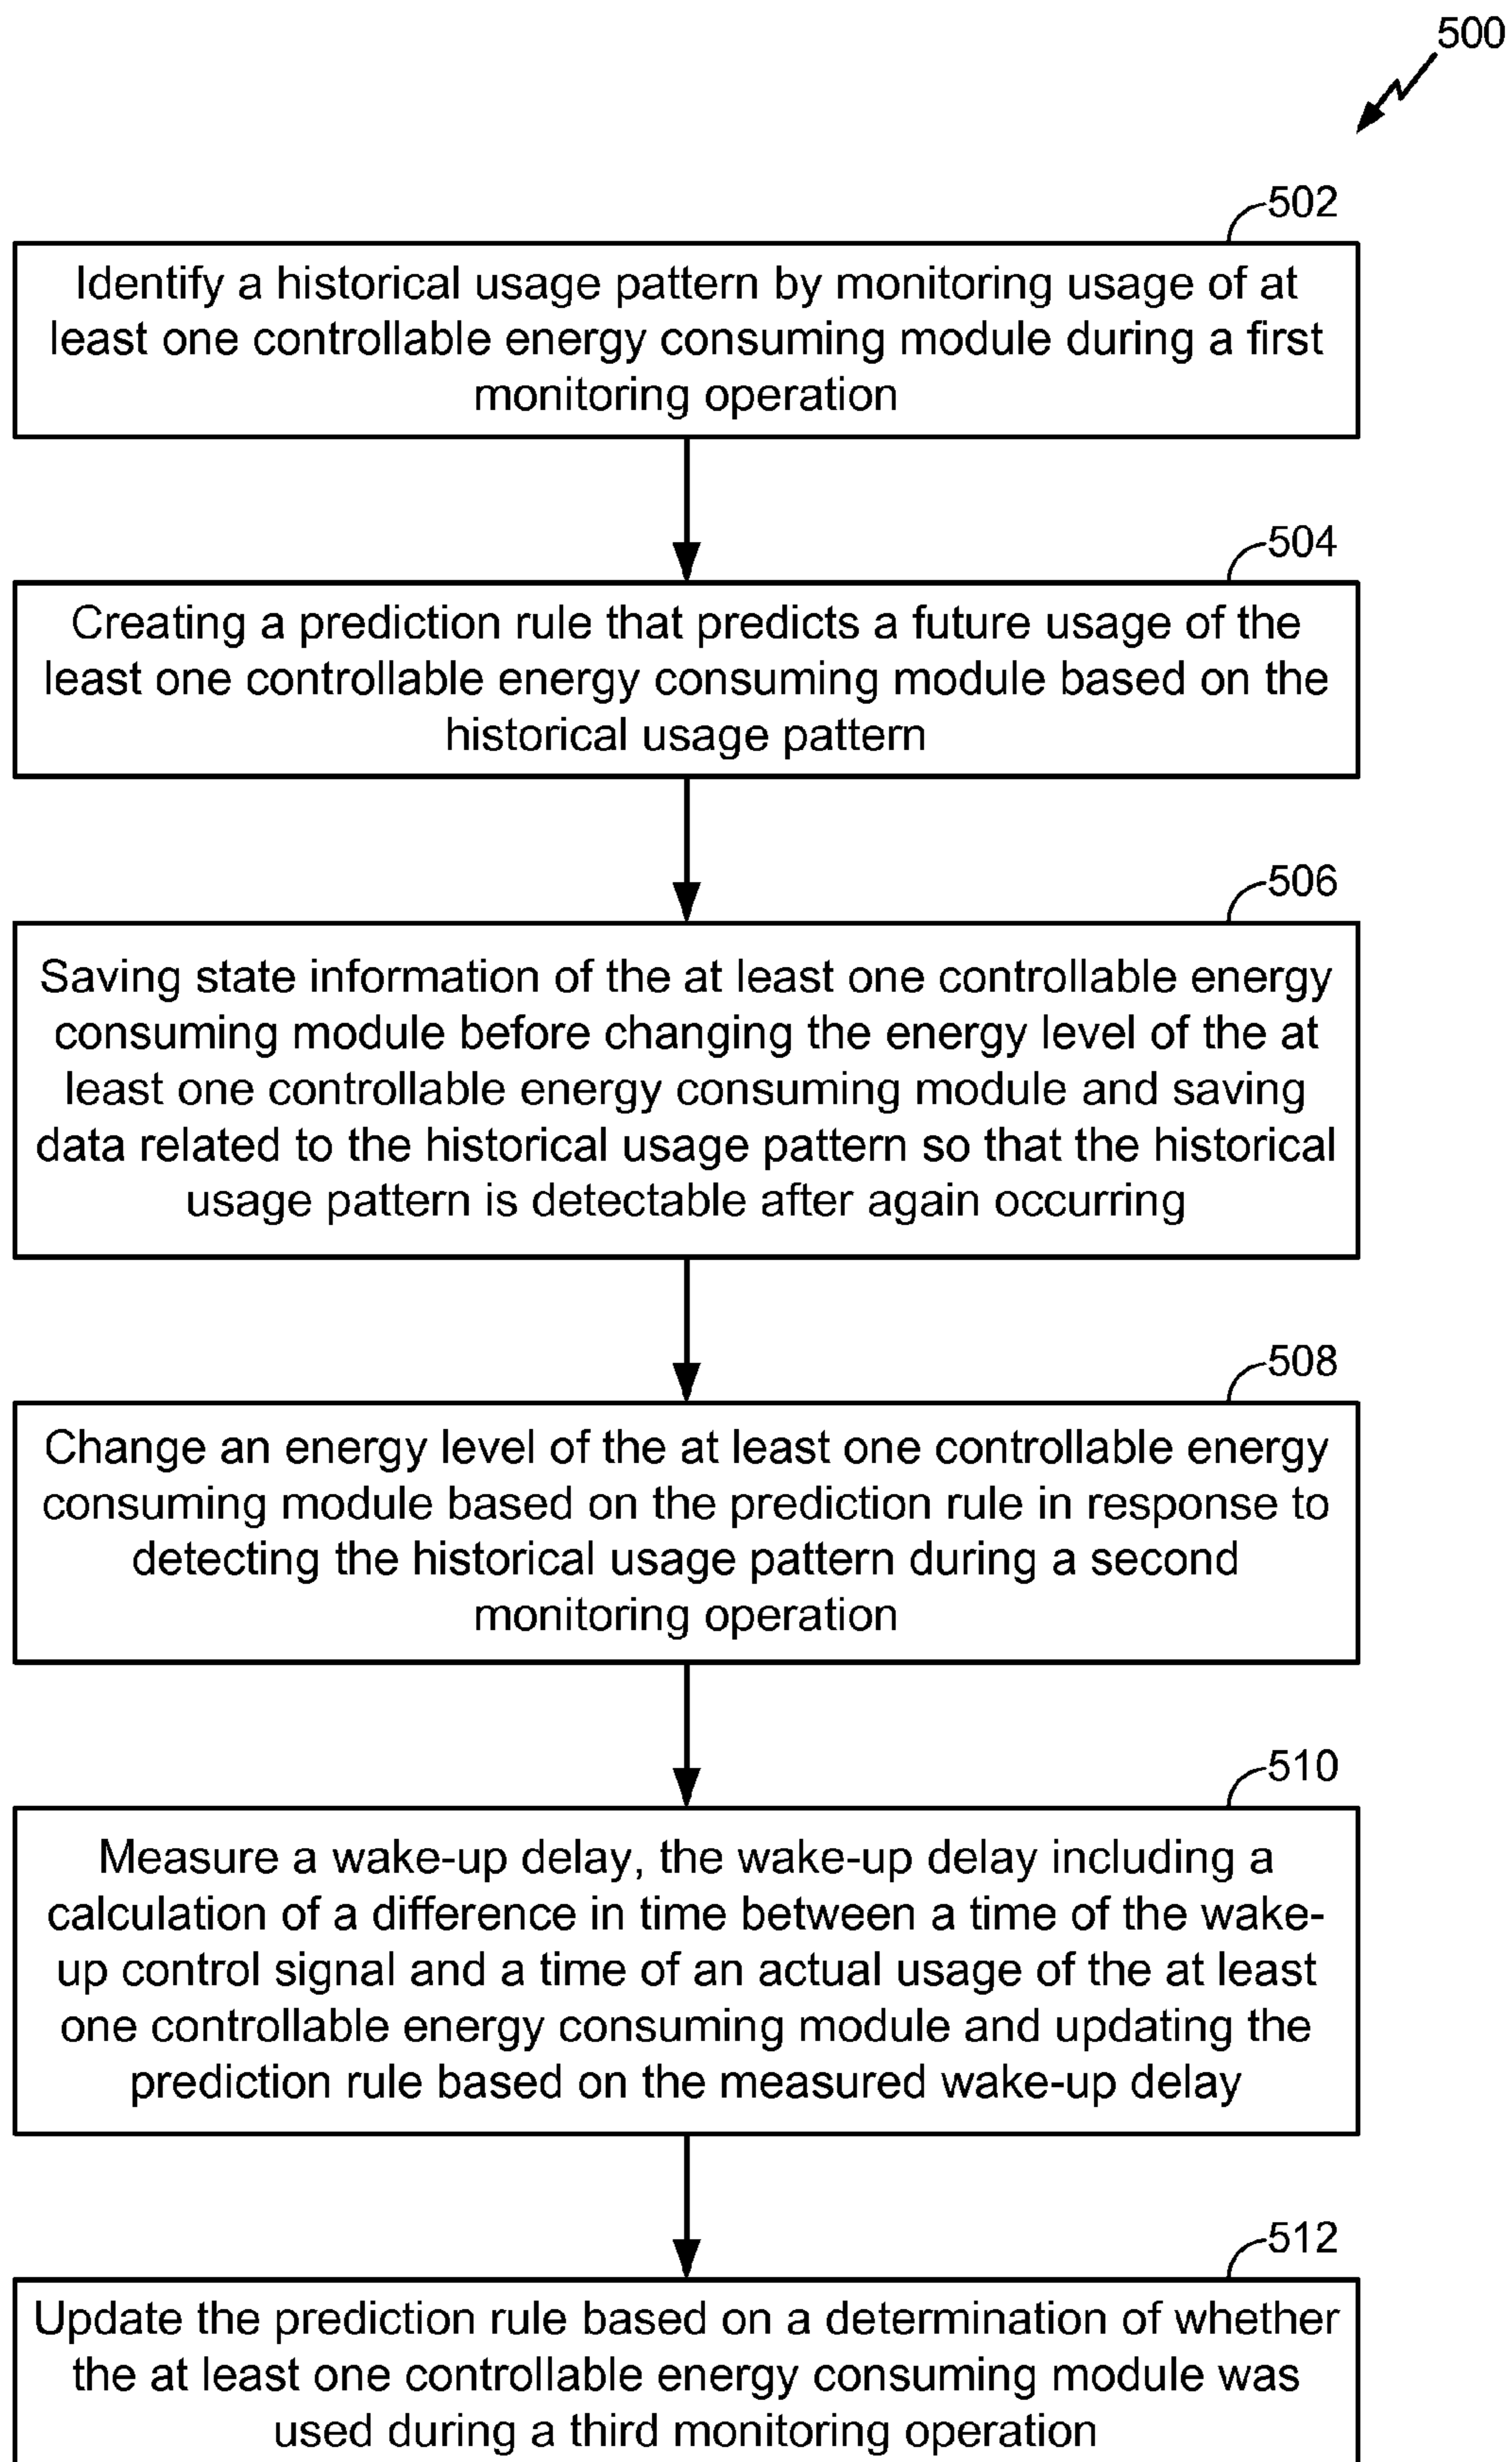 500
502
Identify a historical usage pattern by monitoring usage of at
least one controllable energy consuming module during a first
monitoring operation
504
Creating a prediction rule that predicts a future usage of the
least one controllable energy consuming module based on the
historical usage pattern
506
Saving state information of the at least one controllable energy
consuming module before changing the energy level of the at
least one controllable energy consuming module and saving
data related to the historical usage pattern so that the historical
usage pattern is detectable after again occurring
508
Change an energy level of the at least one controllable energy
consuming module based on the prediction rule in response to
detecting the historical usage pattern during a second
monitoring operation
510
Measure a wake-up delay, the wake-up delay including a
calculation of a difference in time between a time of the wake-
up control signal and a time of an actual usage of the at least
one controllable energy consuming module and updating the
prediction rule based on the measured wake-up delay
512
Update the prediction rule based on a determination of whether
the at least one controllable energy consuming module was
used during a third monitoring operation